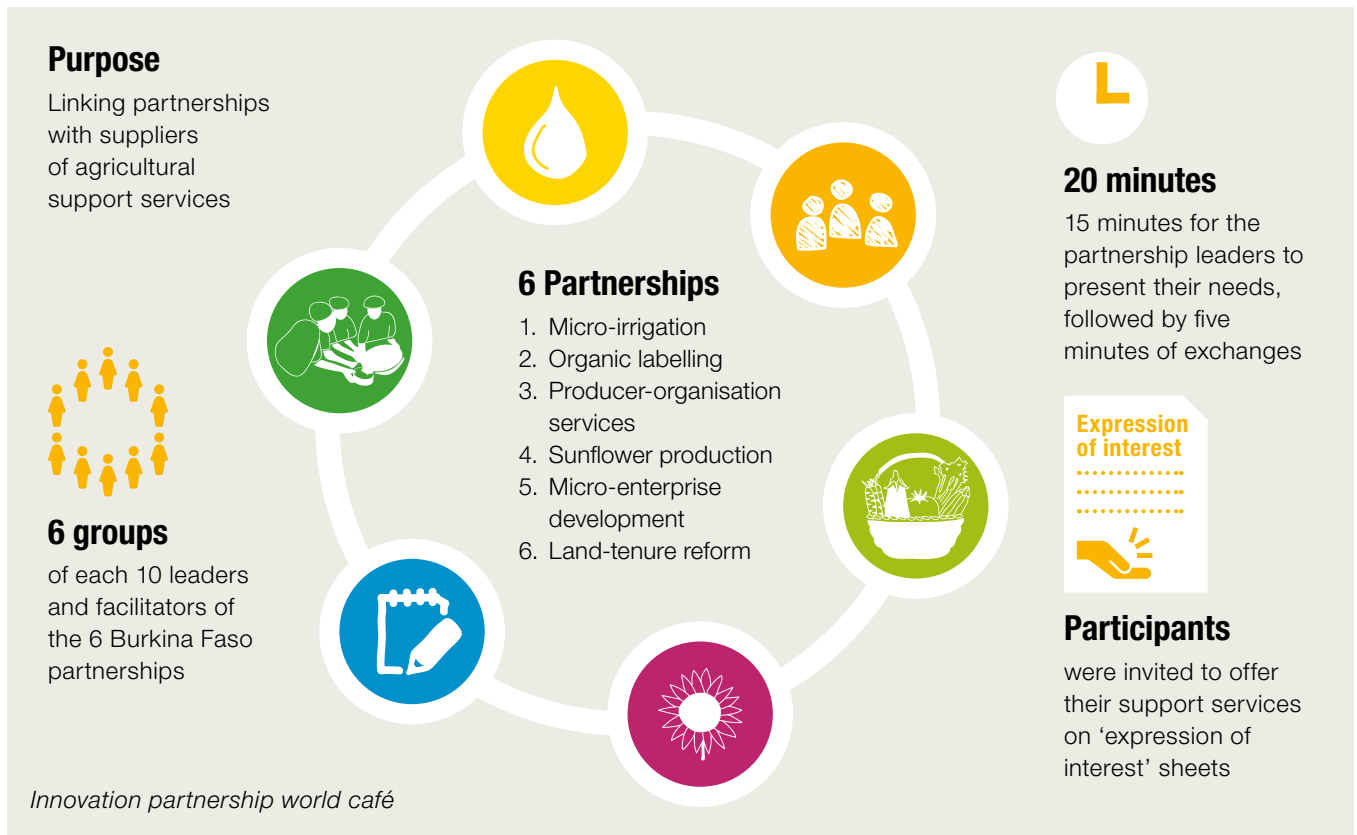 Purpose
Linking partnerships
with suppliers
of agricultural
support services
6 groups
of each 10 leaders
and facilitators of
the 6 Burkina Faso
partnerships
6 Partnerships
1. Micro-irrigation
2. Organic labelling
3. Producer-organisation
services
4. Sunflower production
5. Micro-enterprise
development
6. Land-tenure reform
20 minutes
15 minutes for the
partnership leaders to
present their needs,
followed by five
minutes of exchanges
Expression
of interest
Participants
were invited to offer
their support services
on ‘expression of
interest’ sheets
Innovation partnership world café